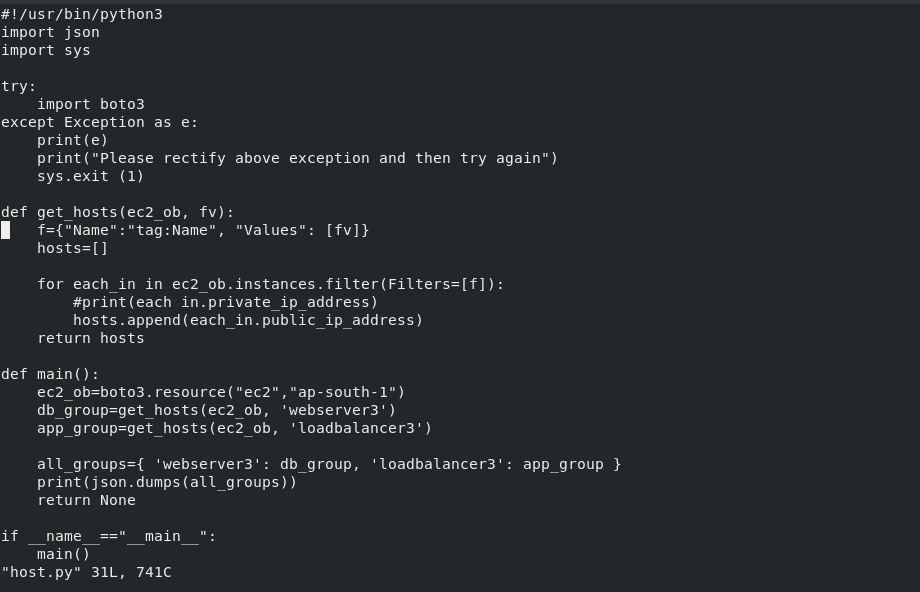 #!/usr/bin/python3
import json
import sys

try:
    import boto3
except Exception as e:
    print(e)
    print("Please rectify above exception and then try again")
    sys.exit (1)

def get_hosts(ec2_ob, fv):
    f={"Name":"tag:Name", "Values": [fv]}
    hosts=[]

    for each_in in ec2_ob.instances.filter(Filters=[f]):
        #print(each in.private_ip_address)
        hosts.append(each_in.public_ip_address)
    return hosts

def main():
    ec2_ob=boto3.resource("ec2","ap-south-1")
    db_group=get_hosts(ec2_ob, 'webserver3')
    app_group=get_hosts(ec2_ob, 'loadbalancer3')

    all_groups={ 'webserver3': db_group, 'loadbalancer3': app_group }
    print(json.dumps(all_groups))
    return None

if __name__=="__main__":
    main()
"host.py" 31L, 741C